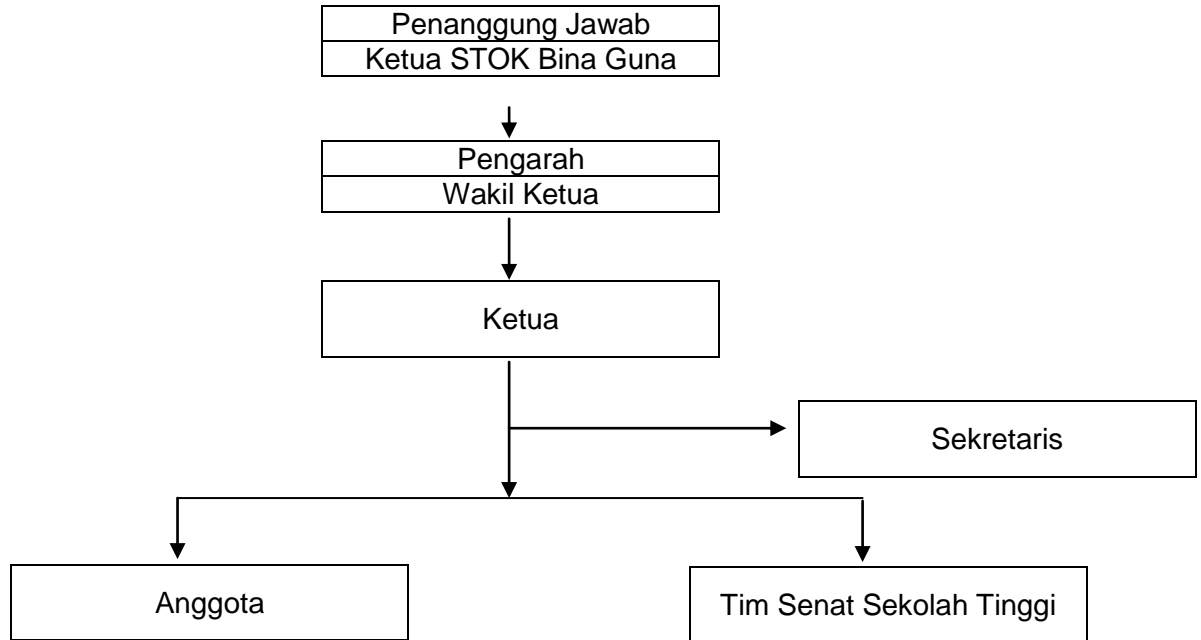 Penanggung Jawab
Ketua STOK Bina Guna
Pengarah
Wakil Ketua
Ketua
Sekretaris
Anggota
Tim Senat Sekolah Tinggi